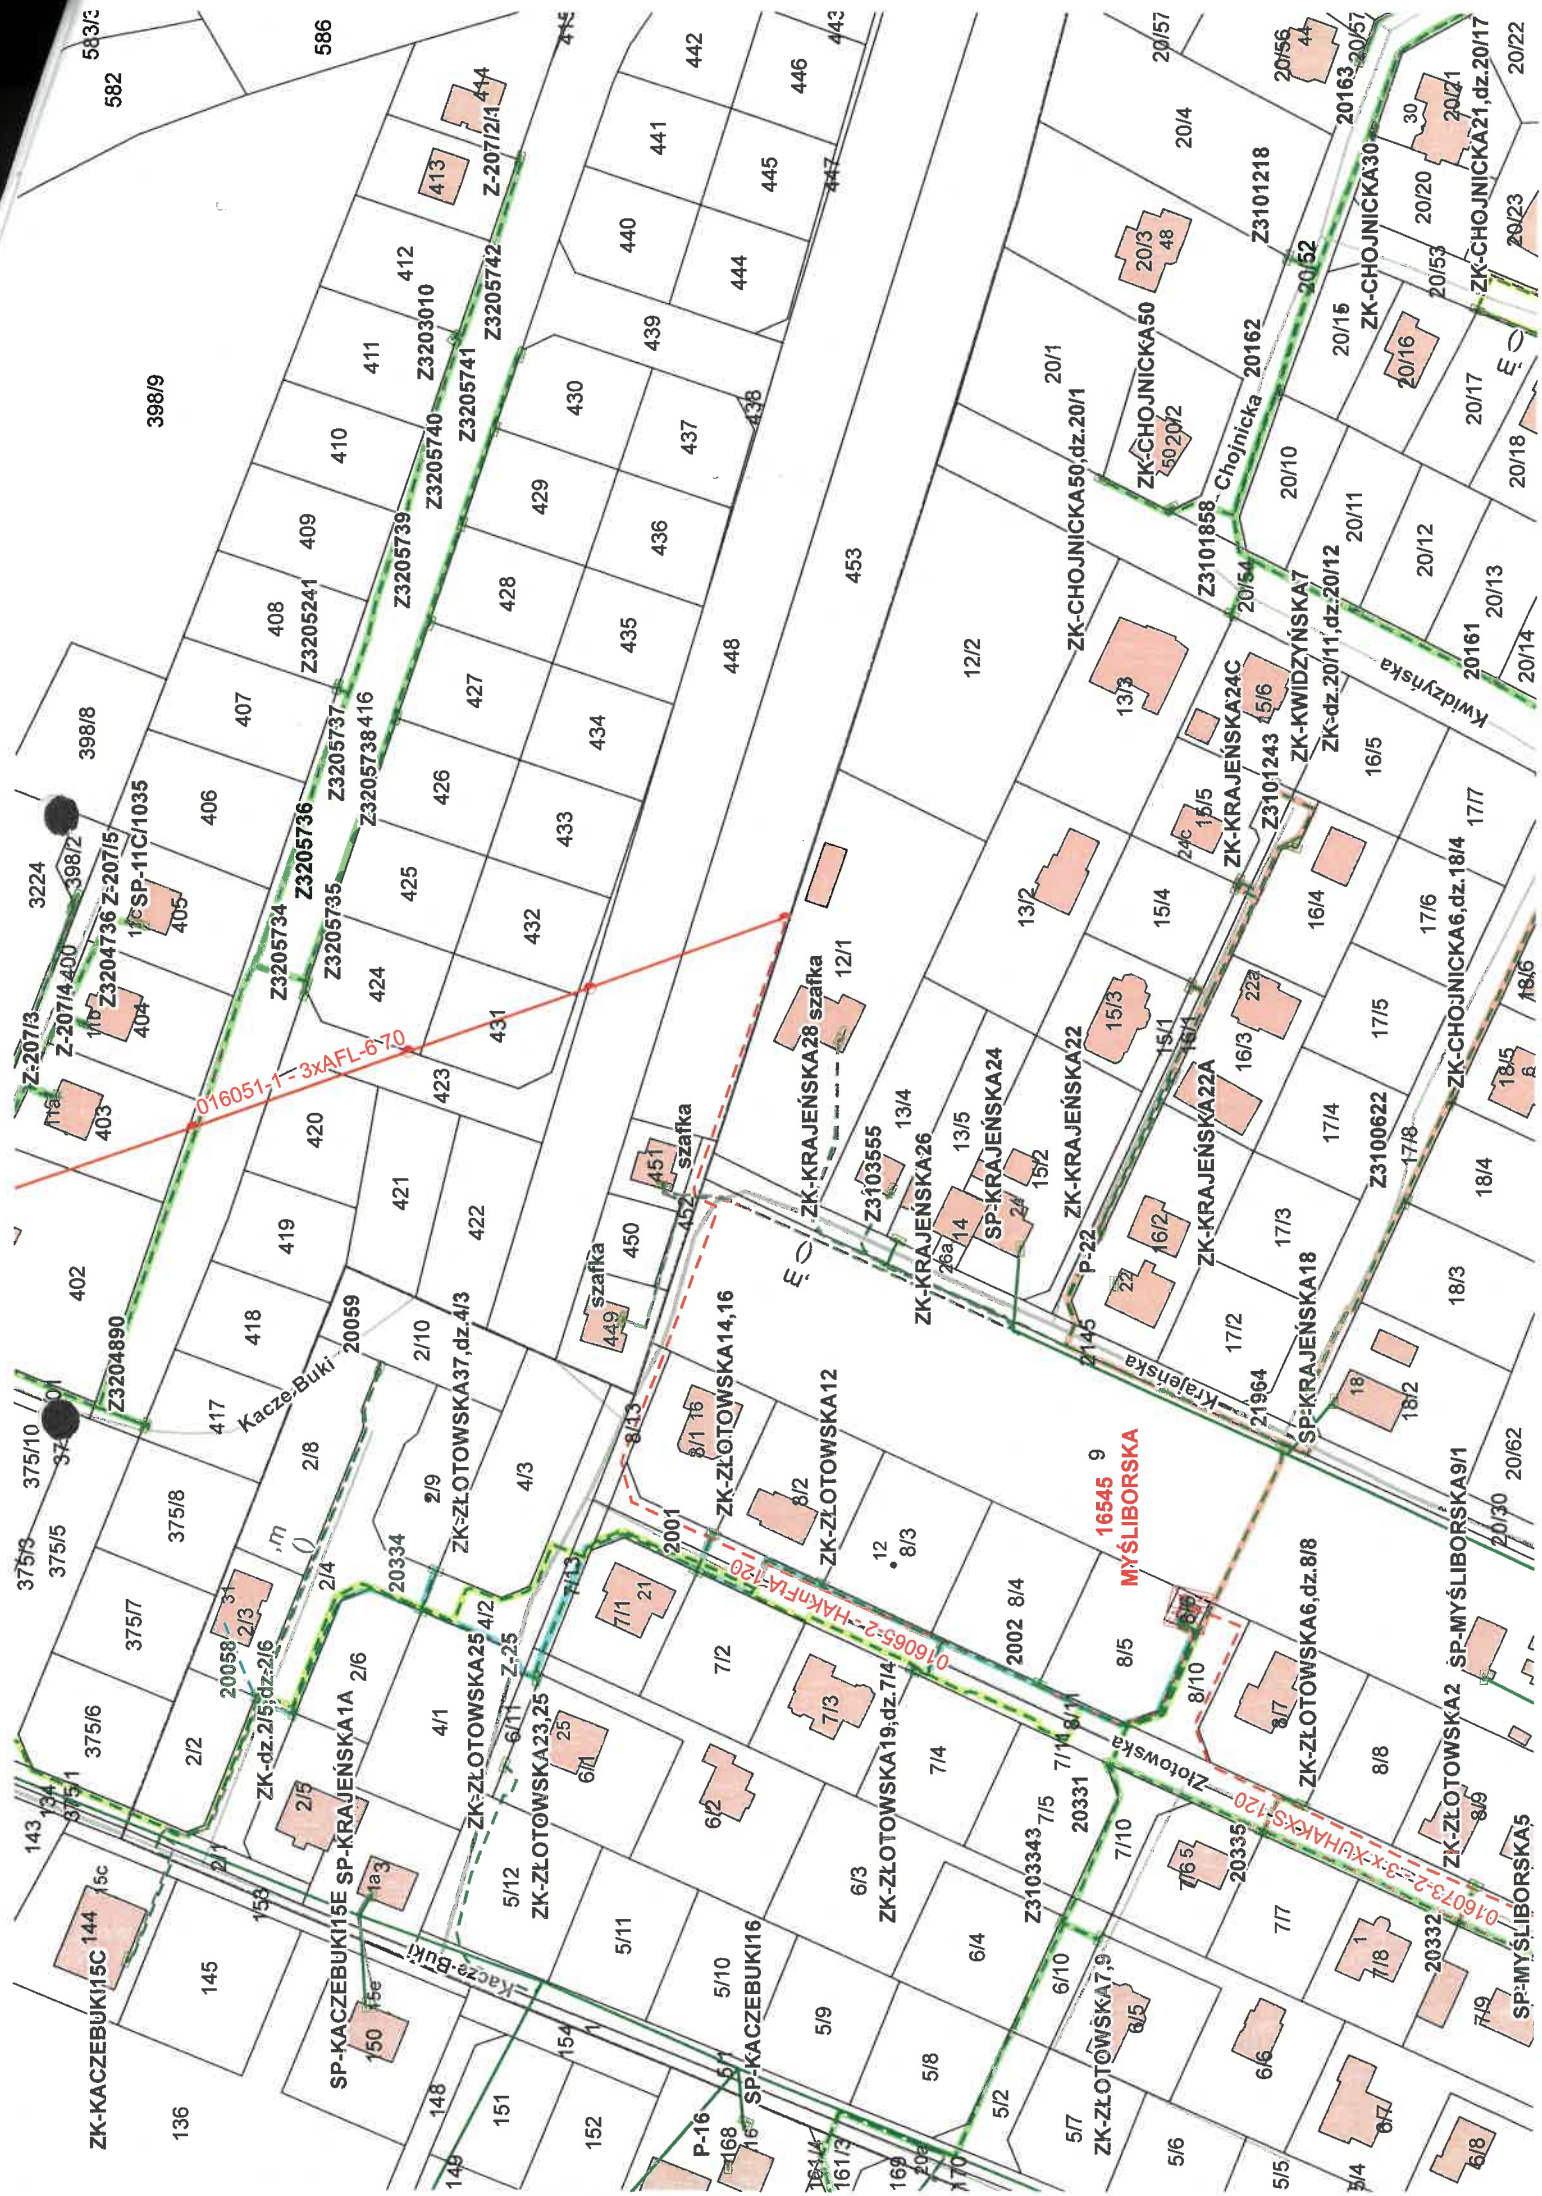 583/3
582
586
398/9
415
414
413
Z-207/2/1
412
411
410
409
408
407
406
405
404
403
402
Z3203010
Z3205742
Z3205741
Z3205740
Z3205739
Z3205241
Z3205737
Z3205738
416
Z3205736
Z3205734
Z3205735
Z3204890
398/8
3224
398/2
Z-207/5
SP-11C/1035
Z3204736
400
Z-207/4
Z-207/3
11a
11b
13c
016051-1 - 3xAFL-6 70
442
443
446
441
445
447
440
444
439
430
437
438
429
436
428
435
427
434
426
433
425
432
424
431
423
420
421
422
419
418
417
448
453
451
szafka
452
450
449
szafka
Kacze Buki
20059
2/10
2/8
2/9
ZK-ZŁOTOWSKA37,dz.4/3
4/3
375/10
375/3
375/5
375/8
375/7
375/6
375/1
134
143
2/2
2/3
31
20058
ZK-dz.2/5,dz-2/6
2/4
20334
2/6
4/2
4/1
2/5
2/1
153
ZK-KACZEBUKI15C
144
15c
145
136
SP-KACZEBUKI15E
SP-KRAJEŃSKA1A
1a3
15e
150
148
149
151
152
154
Kacze-Buki
ZK-ZŁOTOWSKA25
ZK-ZŁOTOWSKA23,25
Z-25
6/11
25
6/1
7/13
7/1
21
7/2
7/3
7/4
7/5
7/11
6/2
6/3
6/4
5/12
5/11
5/10
5/9
5/8
5/2
5/1
SP-KACZEBUKI16
P-16
168
16
161/4
161/3
169
20a
170
ZK-ZŁOTOWSKA19,dz.7/4
Z3103343
20331
6/10
ZK-ZŁOTOWSKA7,9
6/5
5/7
5/6
5/5
5/4
6/6
6/7
6/8
7/10
7/6
5
20335
7/7
7/8
1
20332
7/9
SP-MYŚLIBORSKA5
8/13
8/1
16
2001
ZK-ZŁOTOWSKA14,16
ZK-ZŁOTOWSKA12
8/2
12
8/3
016065-2 - HAKnFtA 120
8/4
2002
8/5
8/11
8/10
Złotowska
16545
9
MYŚLIBORSKA
8/6
8/7
ZK-ZŁOTOWSKA6,dz.8/8
8/8
8/9
ZK-ZŁOTOWSKA2
SP-MYŚLIBORSKA9/1
016073-2 - 3 x XUHAKXS 120
20/30
20/62
12/2
12/1
ZK-KRAJEŃSKA28
szafka
13/4
Z3103555
13/5
ZK-KRAJEŃSKA26
26a
14
SP-KRAJEŃSKA24
24
15/2
ZK-KRAJEŃSKA22
P-22
2145
22
16/2
ZK-KRAJEŃSKA22A
17/2
17/3
17/4
17/5
17/6
17/7
17/8
Krajeńska
21964
SP-KRAJEŃSKA18
18
18/2
18/3
18/4
18/5
6
18/6
Z3100622
ZK-CHOJNICKA6,dz.18/4
15/3
15/1
16/1
16/3
22a
16/4
13/2
13/3
15/4
24c
15/5
ZK-KRAJEŃSKA24C
Z3101243
15/6
ZK-KWIDZYŃSKA7
ZK-dz.20/11,dz.20/12
16/5
Kwidzyńska
20161
20/54
Z3101858
ZK-CHOJNICKA50,dz.20/1
ZK-CHOJNICKA50
50
20/2
Chojnicka
20162
20/1
20/3
48
20/4
Z3101218
20/52
20163
ZK-CHOJNICKA30
20/57
20/56
44
20/57
30
20/21
20/22
20/20
20/23
20/53
ZK-CHOJNICKA21,dz.20/17
20/15
20/16
20/17
20/18
20/10
20/11
20/12
20/13
20/14